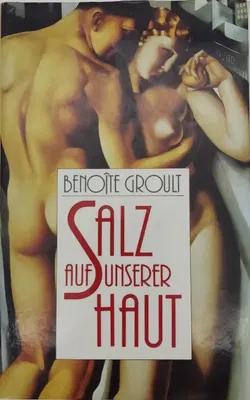 BENOÎTE GROULT
SALZ
AUF UNSERER
HAUT